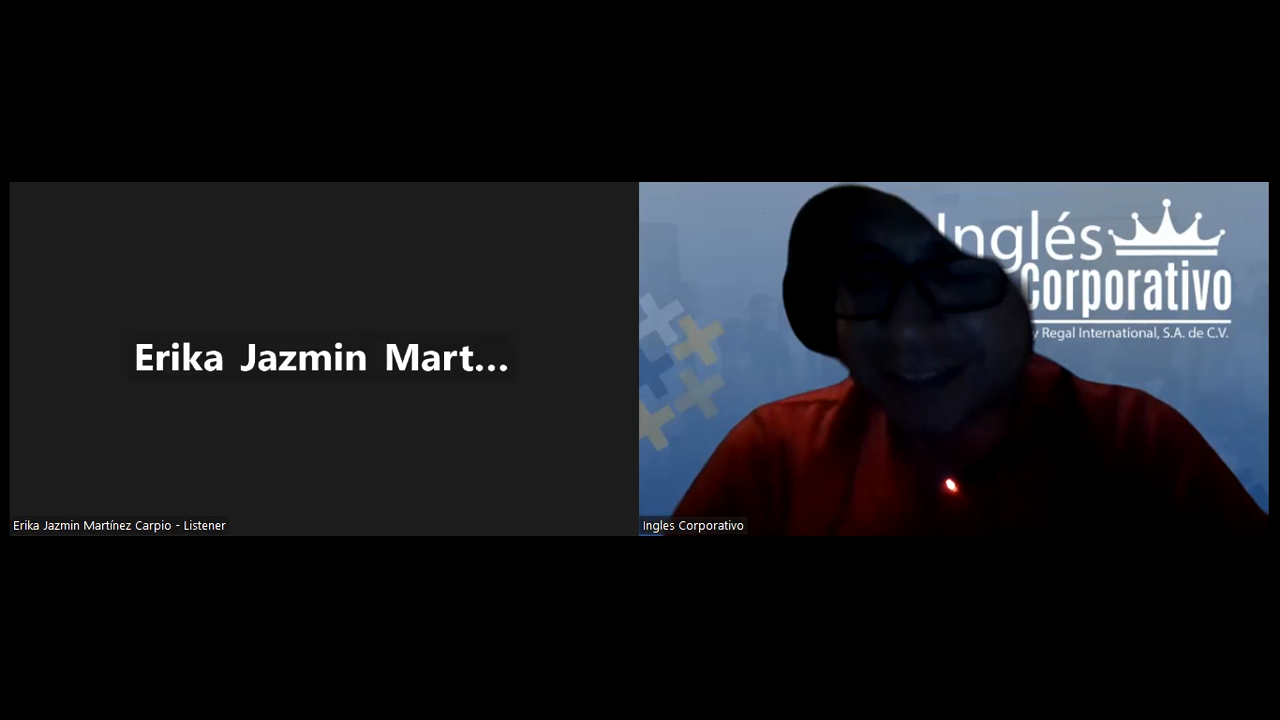 Erika Jazmin Mart...
Erika Jazmin Martínez Carpio - Listener
Inglés
Corporativo
y Regal International, S.A. de C.V.
Ingles Corporativo